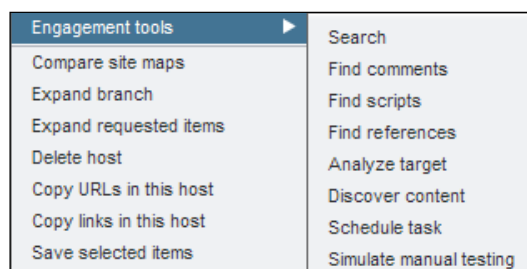 Engagement tools
Compare site maps
Expand branch
Expand requested items
Delete host
Copy URLs in this host
Copy links in this host
Save selected items
Search
Find comments
Find scripts
Find references
Analyze target
Discover content
Schedule task
Simulate manual testing